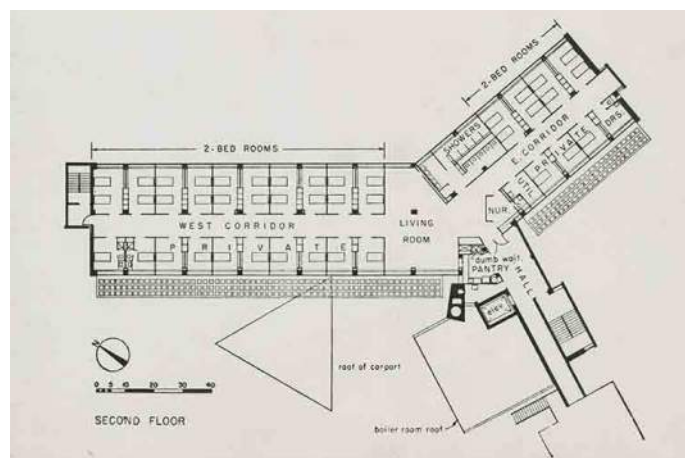 2-BED ROOMS
2-BED ROOMS
SHOWERS
E. CORRIDOR
DRS.
PRIVATE
UTIL
NUR.
WEST CORRIDOR
LIVING
ROOM
PRIVATE
dumb wait.
PANTRY
HALL
elev.
N
roof of carport
0 5 10 20 30 40
boiler room roof
SECOND FLOOR